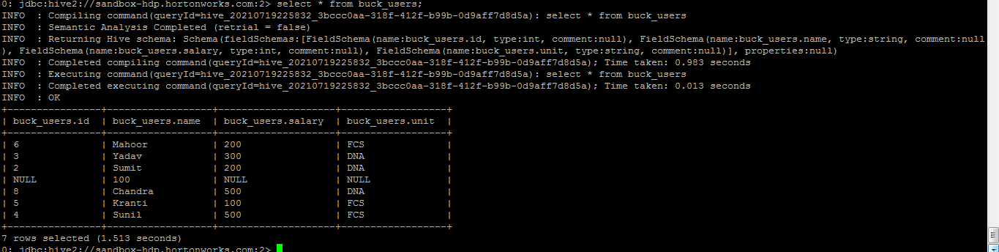 0: jdbc:hive2://sandbox-hdp.hortonworks.com:2> select * from buck_users;
INFO  : Compiling command(queryId=hive_20210719225832_3bccc0aa-318f-412f-b99b-0d9aff7d8d5a): select * from buck_users
INFO  : Semantic Analysis Completed (retrial = false)
INFO  : Returning Hive schema: Schema(fieldSchemas:[FieldSchema(name:buck_users.id, type:int, comment:null), FieldSchema(name:buck_users.name, type:string, comment:null
), FieldSchema(name:buck_users.salary, type:int, comment:null), FieldSchema(name:buck_users.unit, type:string, comment:null)], properties:null)
INFO  : Completed compiling command(queryId=hive_20210719225832_3bccc0aa-318f-412f-b99b-0d9aff7d8d5a); Time taken: 0.983 seconds
INFO  : Executing command(queryId=hive_20210719225832_3bccc0aa-318f-412f-b99b-0d9aff7d8d5a): select * from buck_users
INFO  : Completed executing command(queryId=hive_20210719225832_3bccc0aa-318f-412f-b99b-0d9aff7d8d5a); Time taken: 0.013 seconds
INFO  : OK
+----------------+------------------+--------------------+------------------+
| buck_users.id  | buck_users.name  | buck_users.salary  | buck_users.unit  |
+----------------+------------------+--------------------+------------------+
| 6              | Mahoor           | 200                | FCS              |
| 3              | Yadav            | 300                | DNA              |
| 2              | Sumit            | 200                | DNA              |
| NULL           | 100              | NULL               | NULL             |
| 8              | Chandra          | 500                | DNA              |
| 5              | Kranti           | 100                | FCS              |
| 4              | Sunil            | 500                | FCS              |
+----------------+------------------+--------------------+------------------+
7 rows selected (1.513 seconds)
0: jdbc:hive2://sandbox-hdp.hortonworks.com:2>